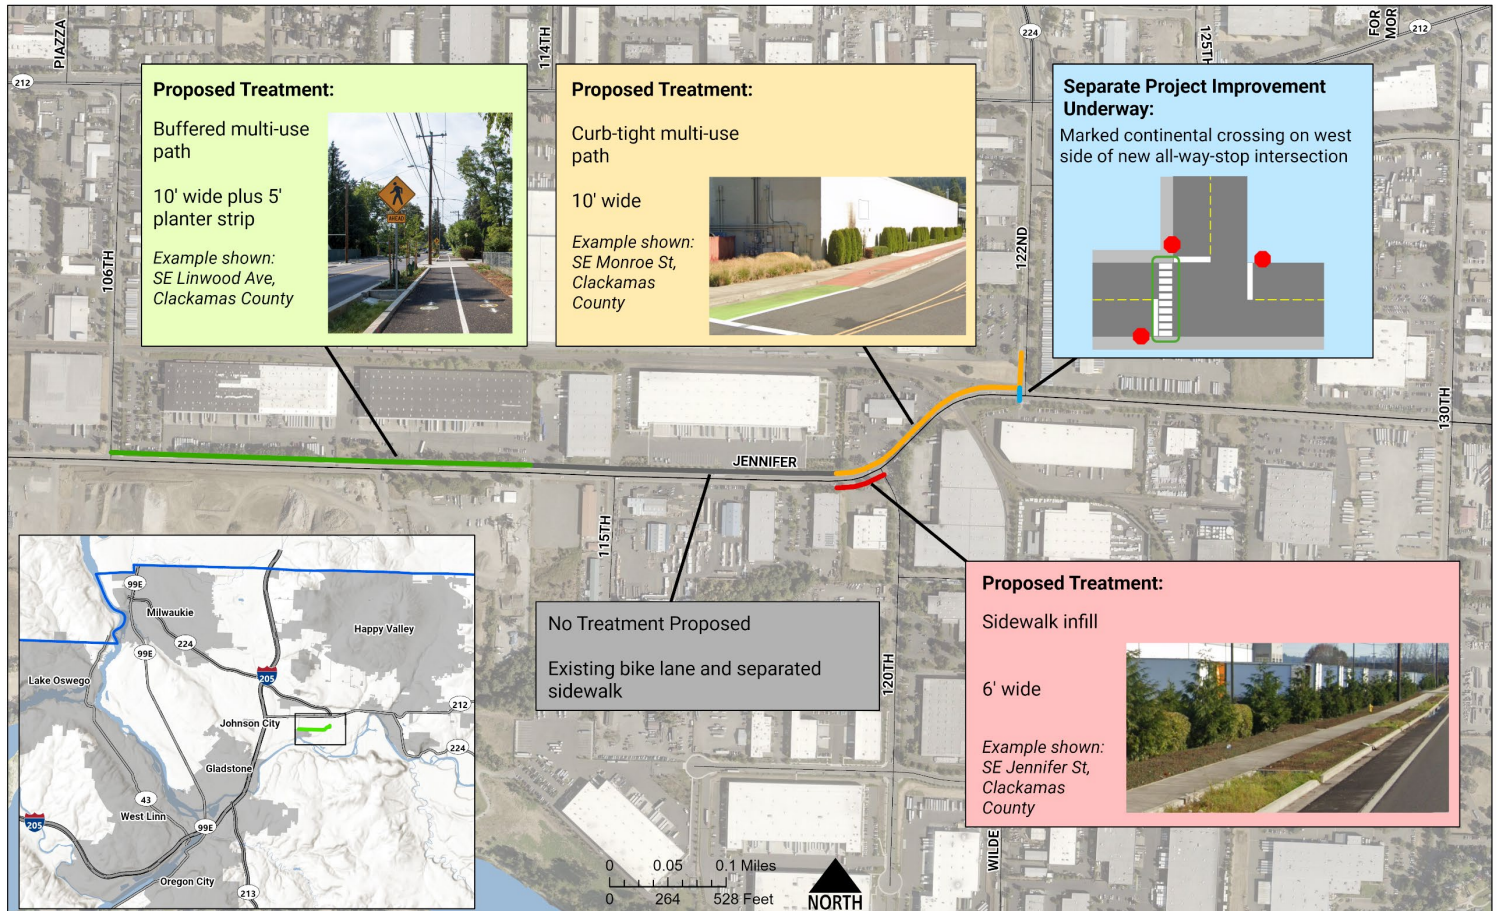 PIAZZA
114TH
224
125TH
FOR
MOR
212
212
Proposed Treatment:
Buffered multi-use
path
10' wide plus 5'
planter strip
Example shown:
SE Linwood Ave,
Clackamas County
AHEAD
Proposed Treatment:
Curb-tight multi-use
path
10' wide
Example shown:
SE Monroe St,
Clackamas
County
Separate Project Improvement
Underway:
Marked continental crossing on west
side of new all-way-stop intersection
106TH
122ND
130TH
JENNIFER
115TH
120TH
WILDE
No Treatment Proposed
Existing bike lane and separated
sidewalk
Proposed Treatment:
Sidewalk infill
6' wide
Example shown:
SE Jennifer St,
Clackamas
County
99E
Milwaukie
224
Happy Valley
99E
205
Lake Oswego
212
Johnson City
224
Gladstone
43
West Linn
205
99E
Oregon City
213
0 0.05 0.1 Miles
0 264 528 Feet
NORTH